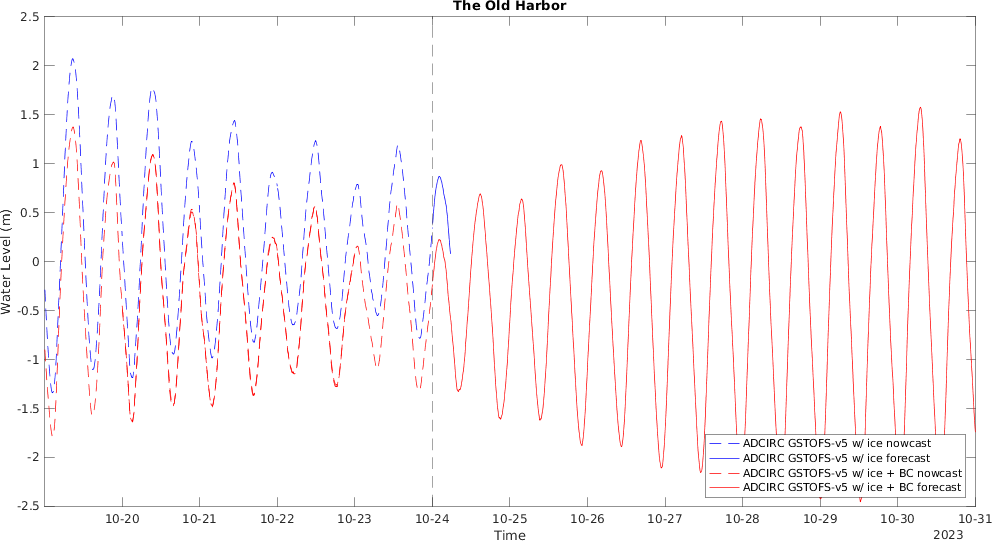 The Old Harbor
2.5
2
1.5
1
0.5
0
-0.5
-1
-1.5
-2
-2.5
Water Level (m)
ADCIRC GSTOFS-v5 w/ ice nowcast
ADCIRC GSTOFS-v5 w/ ice forecast
ADCIRC GSTOFS-v5 w/ ice + BC nowcast
ADCIRC GSTOFS-v5 w/ ice + BC forecast
10-20 10-21 10-22 10-23 10-24 10-25 10-26 10-27 10-28 10-29 10-30 10-31
Time
2023